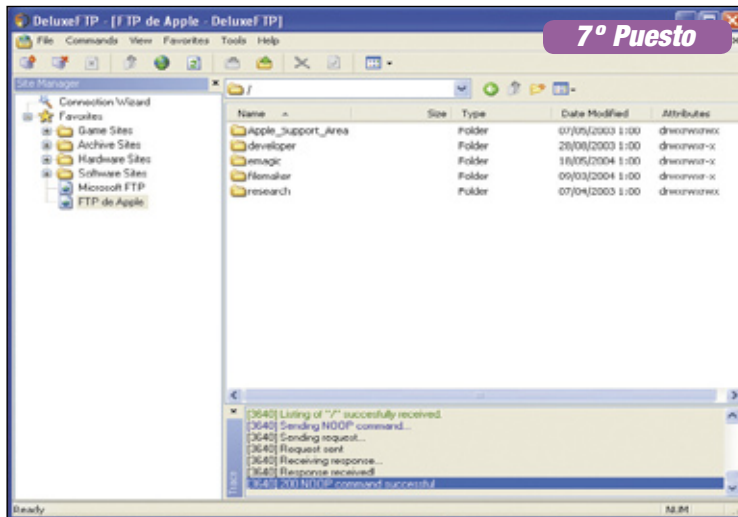 DeluxeFTP - [FTP de Apple - DeluxeFTP]
7º Puesto
File Commands View Favorites Tools Help
Site Manager
/
Connection Wizard
Favorites
Game Sites
Archive Sites
Hardware Sites
Software Sites
Microsoft FTP
FTP de Apple
Name Size Type Date Modified Attributes
Apple_Support_Area Folder 07/05/2003 1:00 drwxrwxrwx
developer Folder 28/08/2003 1:00 drwxrwxr-x
emagic Folder 18/05/2004 1:00 drwxrwxr-x
filemaker Folder 09/03/2004 1:00 drwxrwxr-x
research Folder 07/04/2003 1:00 drwxrwxrwx
[3640] Listing of "/" succesfully received.
[3640] Sending NOOP command...
[3640] Sending request...
[3640] Request sent
[3640] Receiving response...
[3640] Response received!
[3640] 200 NOOP command successful
Trace
Ready NUM